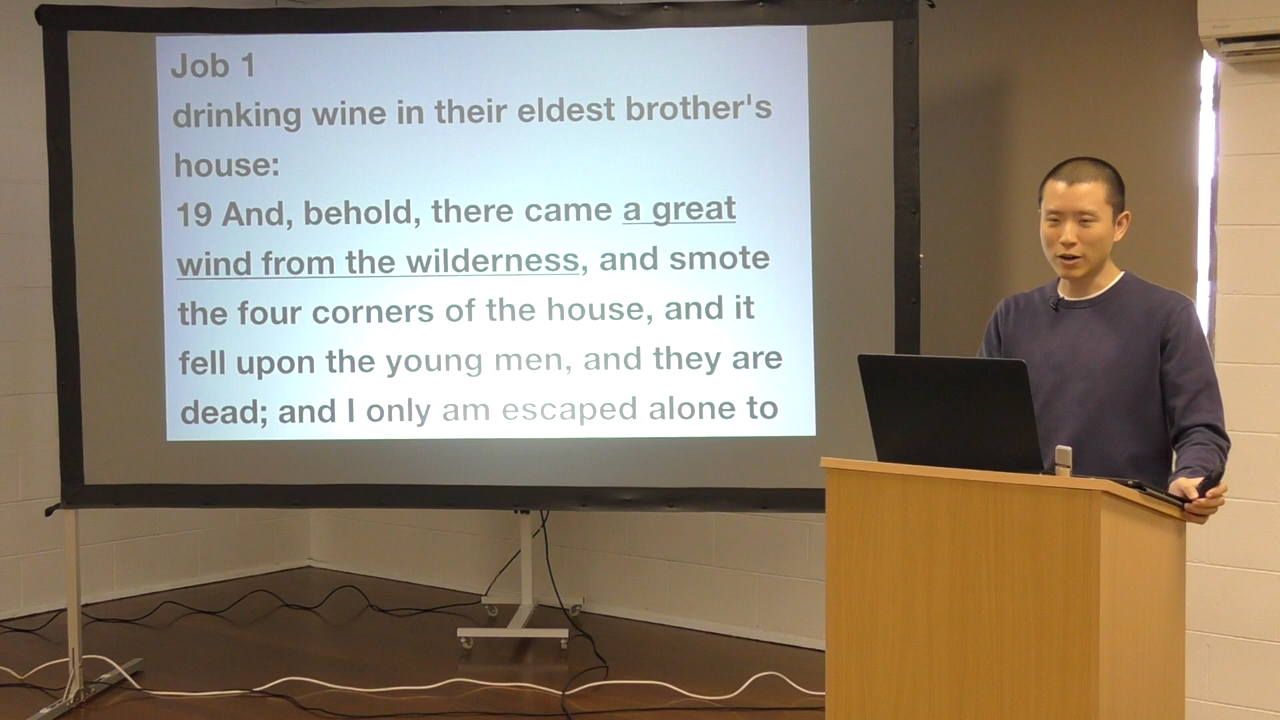 Job 1
drinking wine in their eldest brother's
house:
19 And, behold, there came a great
wind from the wilderness, and smote
the four corners of the house, and it
fell upon the young men, and they are
dead; and I only am escaped alone to